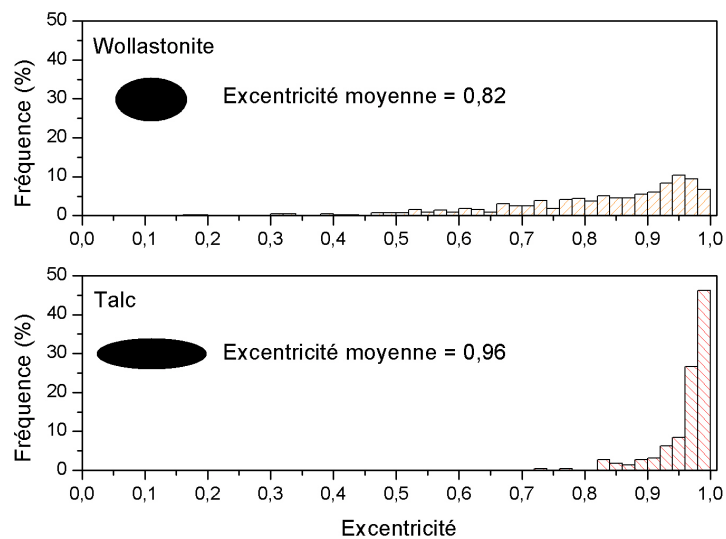 50
Wollastonite
40
Excentricité moyenne = 0,82
30
20
10
0
Fréquence (%)
0,0 0,1 0,2 0,3 0,4 0,5 0,6 0,7 0,8 0,9 1,0
50
Talc
40
Excentricité moyenne = 0,96
30
20
10
0
Fréquence (%)
0,0 0,1 0,2 0,3 0,4 0,5 0,6 0,7 0,8 0,9 1,0
Excentricité